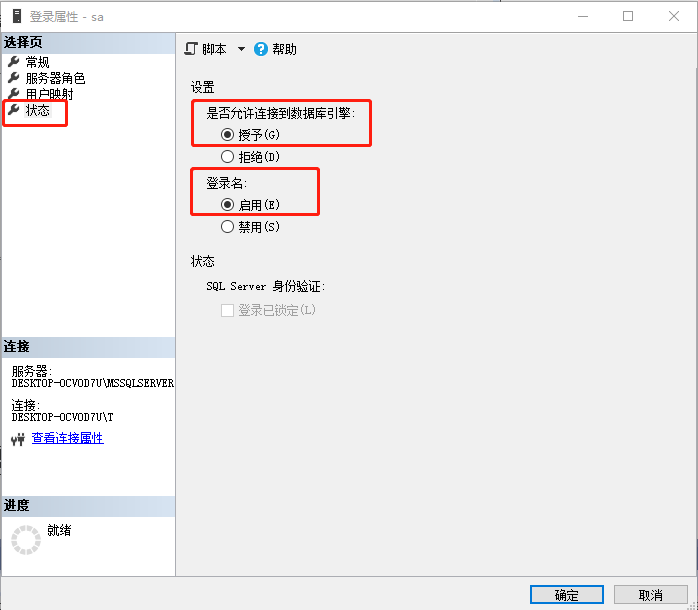 登录属性 - sa
选择页
常规
服务器角色
用户映射
状态
脚本
帮助
设置
是否允许连接到数据库引擎:
授予(G)
拒绝(D)
登录名:
启用(E)
禁用(S)
状态
SQL Server 身份验证:
登录已锁定(L)
连接
服务器:
DESKTOP-OCVOD7U\MSSQLSERVER
连接:
DESKTOP-OCVOD7U\T
查看连接属性
进度
就绪
确定
取消